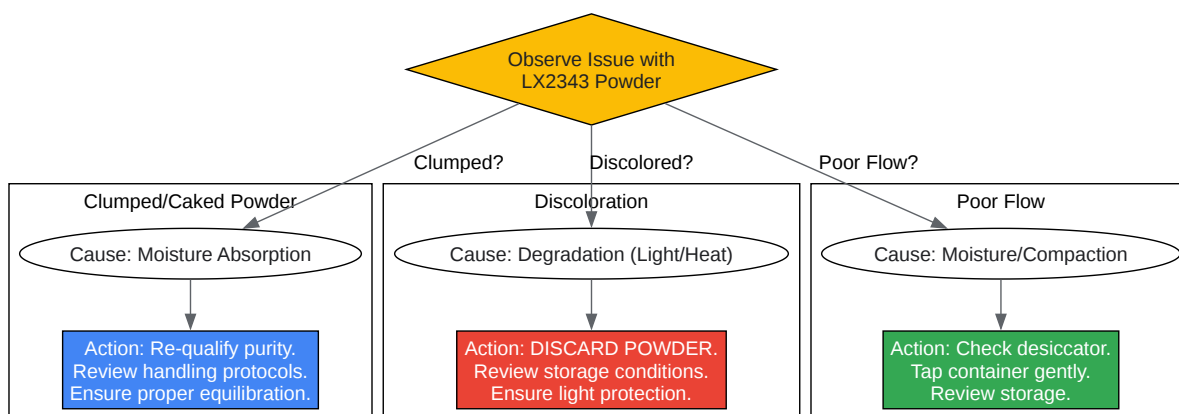 Observe Issue with
LX2343 Powder
Clumped?
Discolored?
Poor Flow?
Clumped/Caked Powder
Cause: Moisture Absorption
Action: Re-qualify purity.
Review handling protocols.
Ensure proper equilibration.
Discoloration
Cause: Degradation (Light/Heat)
Action: DISCARD POWDER.
Review storage conditions.
Ensure light protection.
Poor Flow
Cause: Moisture/Compaction
Action: Check desiccator.
Tap container gently.
Review storage.